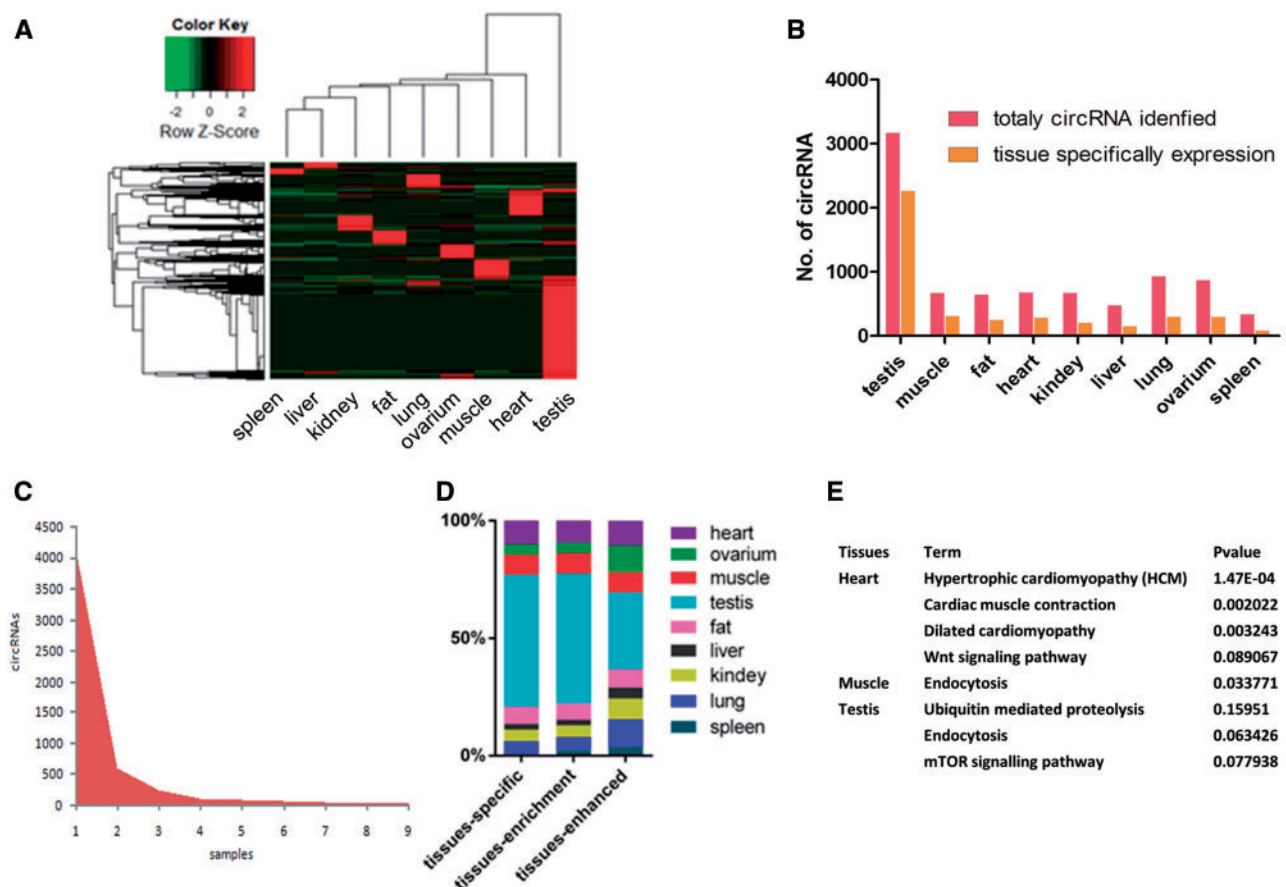 A
Color Key
-2 0 2
Row Z-Score
spleen liver kidney fat lung ovarium muscle heart testis
B
4000
3000
2000
1000
0
No. of circRNA
totaly circRNA idenfied
tissue specifically expression
testis muscle fat heart kindey liver lung ovarium spleen
C
4500
4000
3500
3000
2500
2000
1500
1000
500
0
circRNAs
1 2 3 4 5 6 7 8 9
samples
D
100%
50%
0%
heart
ovarium
muscle
testis
fat
liver
kindey
lung
spleen
tissues-specific
tissues-enrichment
tissues-enhanced
E
Tissues Term Pvalue
Heart Hypertrophic cardiomyopathy (HCM) 1.47E-04
Cardiac muscle contraction 0.002022
Dilated cardiomyopathy 0.003243
Wnt signaling pathway 0.089067
Muscle Endocytosis 0.033771
Testis Ubiquitin mediated proteolysis 0.15951
Endocytosis 0.063426
mTOR signalling pathway 0.077938